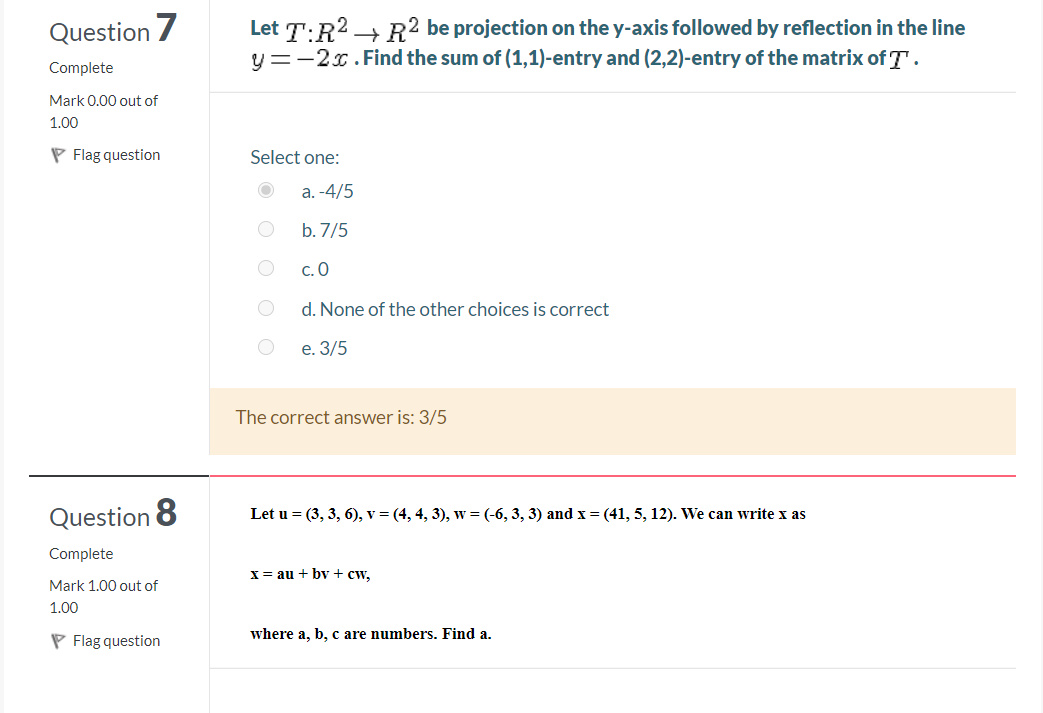 Question 7
Complete
Mark 0.00 out of
1.00
Flag question
Let T:R² → R² be projection on the y-axis followed by reflection in the line
y=−2x. Find the sum of (1,1)-entry and (2,2)-entry of the matrix of T.
Select one:
a. -4/5
b. 7/5
c. 0
d. None of the other choices is correct
e. 3/5
The correct answer is: 3/5
Question 8
Complete
Mark 1.00 out of
1.00
Flag question
Let u = (3, 3, 6), v = (4, 4, 3), w = (-6, 3, 3) and x = (41, 5, 12). We can write x as
x = au + bv + cw,
where a, b, c are numbers. Find a.